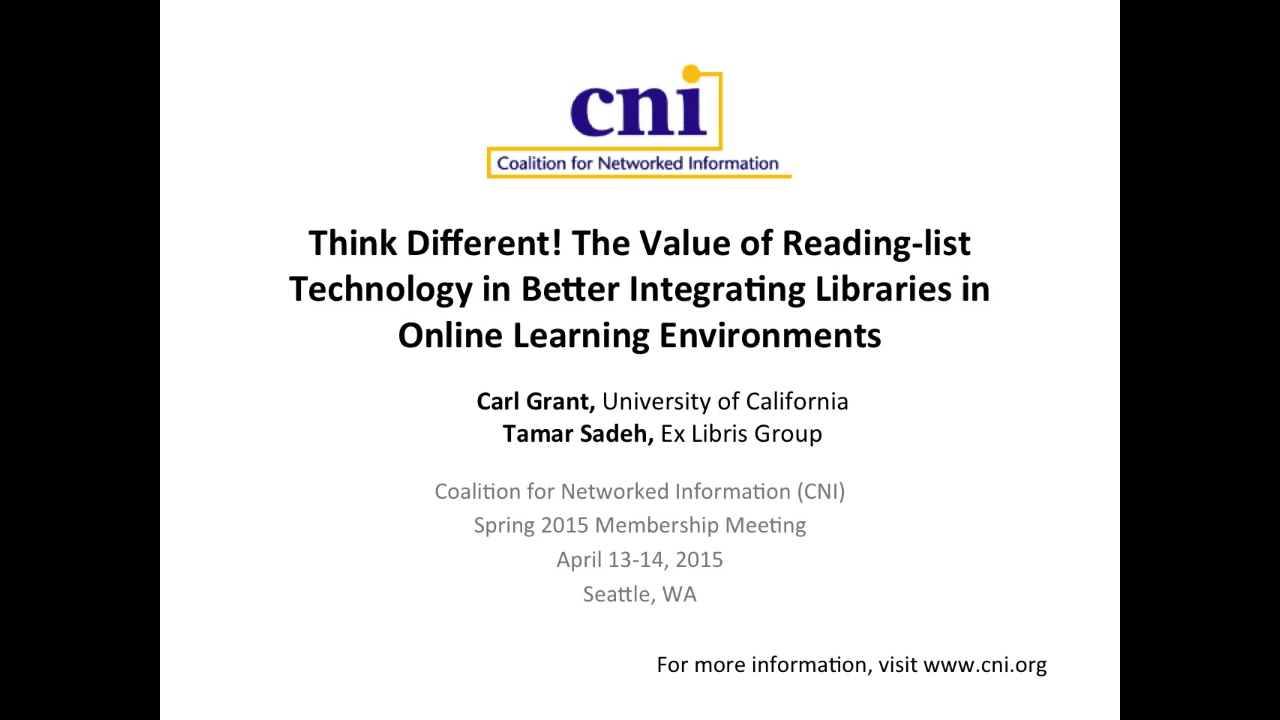 cni
Coalition for Networked Information
Think Different! The Value of Reading-list
Technology in Better Integrating Libraries in
Online Learning Environments
Carl Grant, University of California
Tamar Sadeh, Ex Libris Group
Coalition for Networked Information (CNI)
Spring 2015 Membership Meeting
April 13-14, 2015
Seattle, WA
For more information, visit www.cni.org